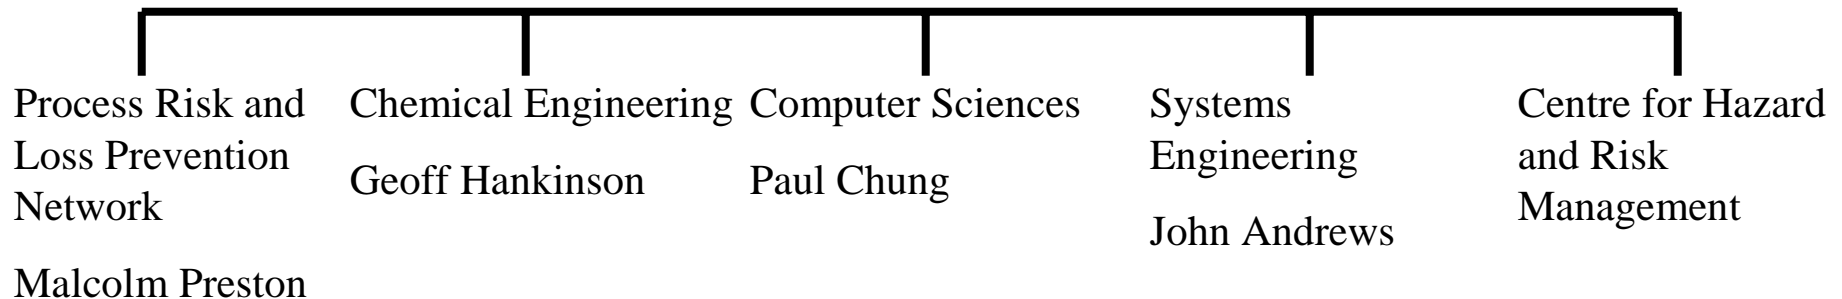 Process Risk and
Loss Prevention
Network
Malcolm Preston
Chemical Engineering
Geoff Hankinson
Computer Sciences
Paul Chung
Systems
Engineering
John Andrews
Centre for Hazard
and Risk
Management